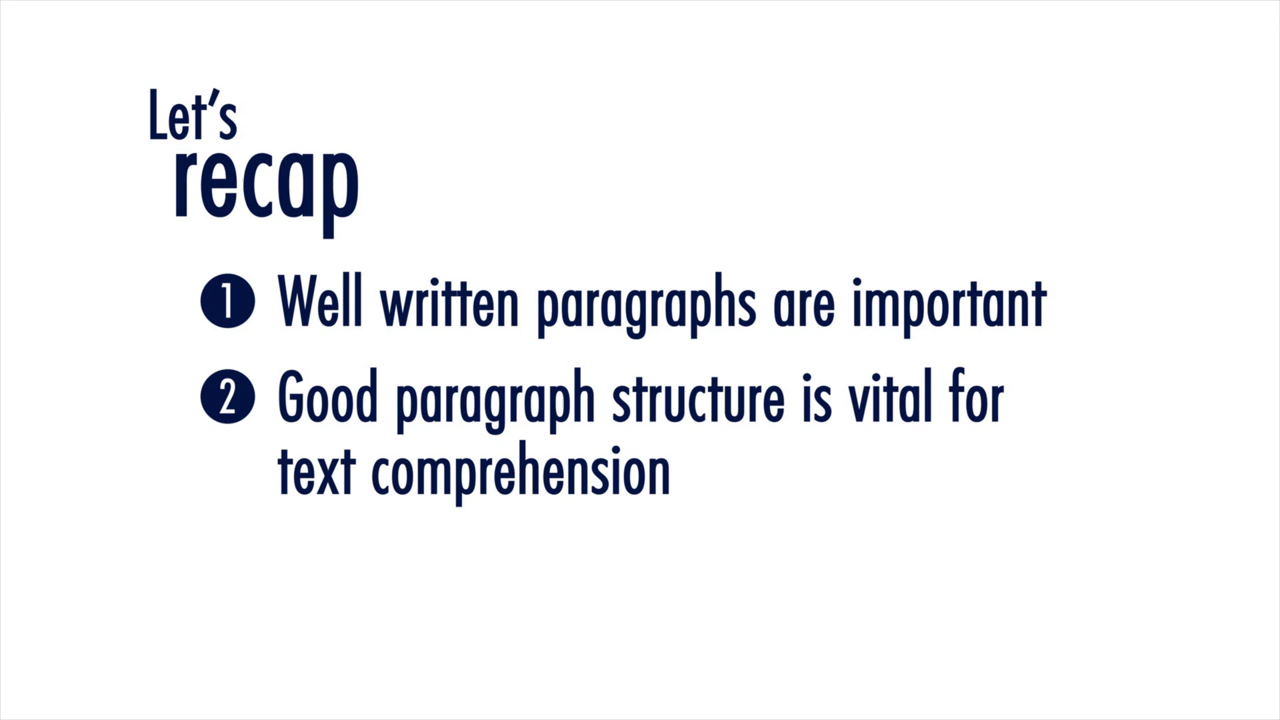 Let's
recap
1 Well written paragraphs are important
2 Good paragraph structure is vital for
text comprehension